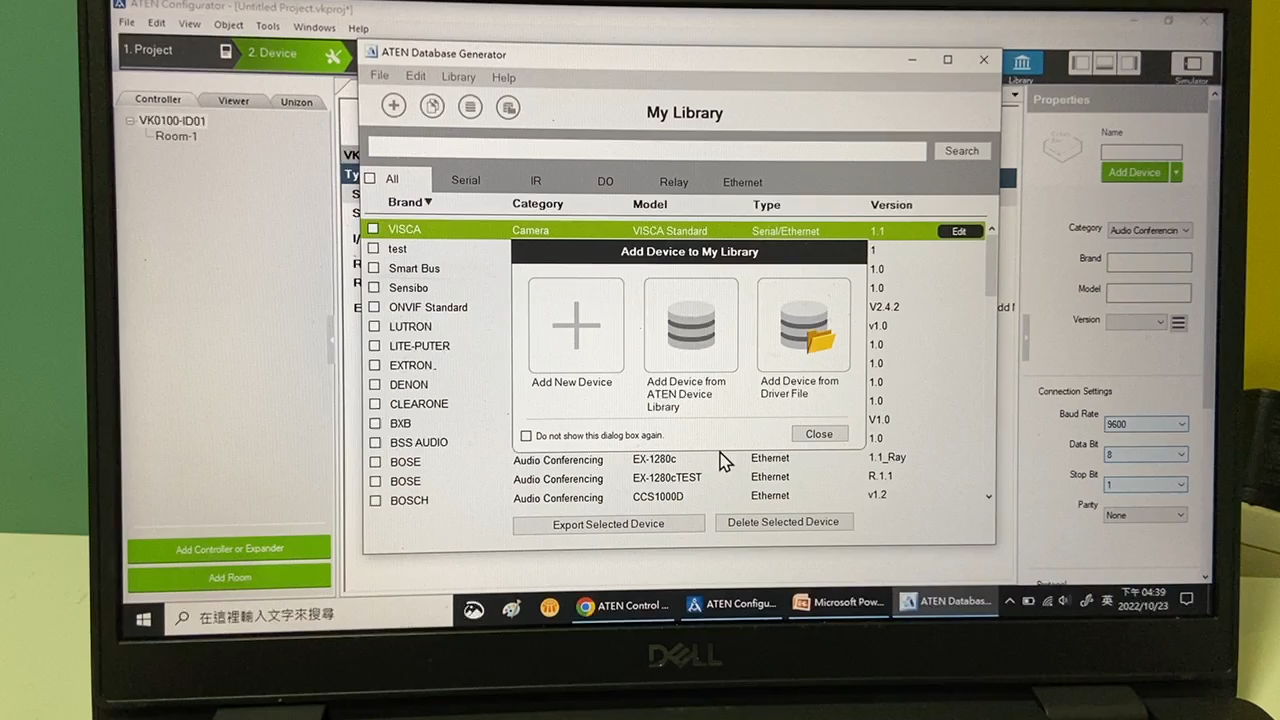 ATEN Configurator - [Untitled Project.vkproj*]
File Edit View Object Tools Windows Help
1. Project 2. Device
Library Simulator
Controller Viewer Unizon
VK0100-ID01
Room-1
Add Controller or Expander
Add Room
VK
Ty
ATEN Database Generator
File Edit Library Help
My Library
Search
All Serial IR DO Relay Ethernet
Brand▼ Category Model Type Version
VISCA Camera VISCA Standard Serial/Ethernet 1.1 Edit
test 1
Smart Bus 1.0
Sensibo 1.0
ONVIF Standard V2.4.2
LUTRON v1.0
LITE-PUTER 1.0
EXTRON 1.0
DENON 1.0
CLEARONE 1.0
BXB V1.0
BSS AUDIO 1.0
BOSE Audio Conferencing EX-1280c Ethernet 1.1_Ray
BOSE Audio Conferencing EX-1280cTEST Ethernet R.1.1
BOSCH Audio Conferencing CCS1000D Ethernet v1.2
Add Device to My Library
Add New Device
Add Device from
ATEN Device
Library
Add Device from
Driver File
Do not show this dialog box again.
Close
Export Selected Device Delete Selected Device
Properties
Name
Add Device
Category Audio Conferencin
Brand
Model
Version
Connection Settings
Baud Rate 9600
Data Bit 8
Stop Bit 1
Parity None
在這裡輸入文字來搜尋
ATEN Control ... ATEN Configu... Microsoft Pow... ATEN Databas...
英 下午 04:39
2022/10/23
DELL